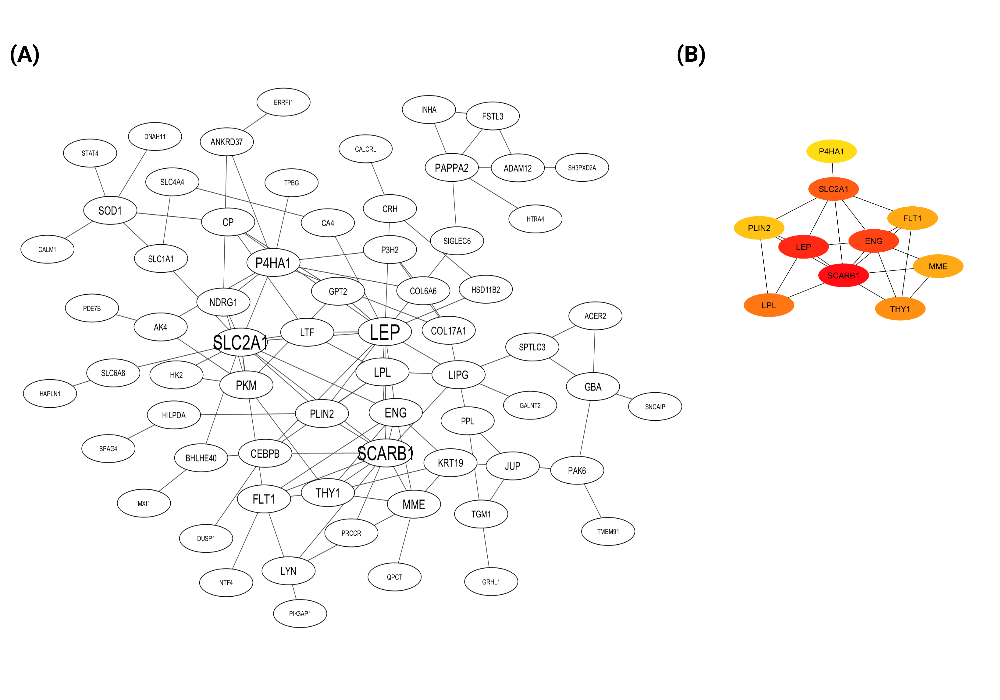 (A)
(B)
ERRFI1
INHA
FSTL3
DNAH11
ANKRD37
CALCRL
STAT4
PAPPA2
ADAM12
SH3PXD2A
SLC4A4
TPBG
CRH
SOD1
CP
CA4
HTRA4
SIGLEC6
CALM1
SLC1A1
P4HA1
P3H2
GPT2
COL6A6
HSD11B2
NDRG1
PDE7B
AK4
ACER2
LTF
LEP
COL17A1
SLC2A1
SPTLC3
SLC6A8
HK2
LPL
LIPG
PKM
GBA
HAPLN1
GALNT2
SNCAIP
HILPDA
PLIN2
ENG
PPL
SPAG4
BHLHE40
CEBPB
SCARB1
KRT19
JUP
PAK6
MXI1
FLT1
THY1
MME
TGM1
TMEM91
DUSP1
PROCR
LYN
NTF4
QPCT
GRHL1
PIK3AP1
P4HA1
SLC2A1
FLT1
PLIN2
ENG
LEP
MME
SCARB1
LPL
THY1